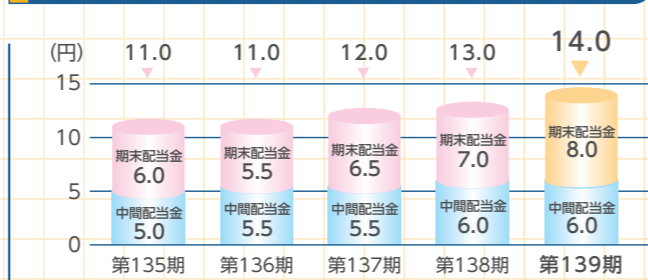 (円)
11.0
11.0
12.0
13.0
14.0
15
10
5
0
期末配当金
6.0
期末配当金
5.5
期末配当金
6.5
期末配当金
7.0
期末配当金
8.0
中間配当金
5.0
中間配当金
5.5
中間配当金
5.5
中間配当金
6.0
中間配当金
6.0
第135期
第136期
第137期
第138期
第139期